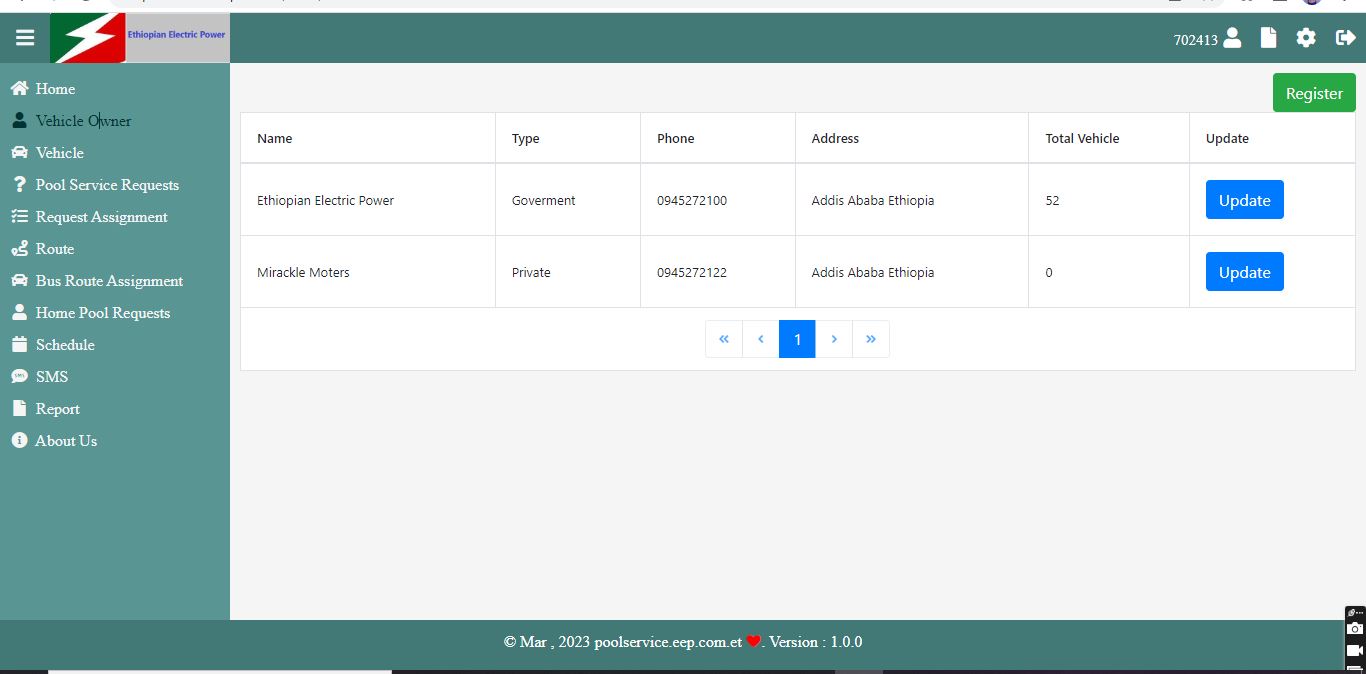 Ethiopian Electric Power
702413
Home
Vehicle Owner
Vehicle
Pool Service Requests
Request Assignment
Route
Bus Route Assignment
Home Pool Requests
Schedule
SMS
Report
About Us
Register
Name Type Phone Address Total Vehicle Update
Ethiopian Electric Power Goverment 0945272100 Addis Ababa Ethiopia 52 Update
Mirackle Moters Private 0945272122 Addis Ababa Ethiopia 0 Update
« ‹ 1 › »
© Mar , 2023 poolservice.eep.com.et ❤. Version : 1.0.0